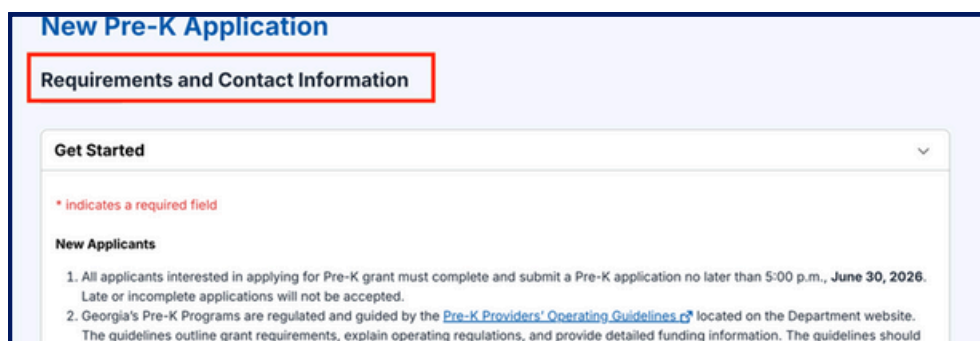 New Pre-K Application
Requirements and Contact Information
Get Started
* indicates a required field
New Applicants
1. All applicants interested in applying for Pre-K grant must complete and submit a Pre-K application no later than 5:00 p.m., June 30, 2026.
Late or incomplete applications will not be accepted.
2. Georgia's Pre-K Programs are regulated and guided by the Pre-K Providers' Operating Guidelines located on the Department website.
The guidelines outline grant requirements, explain operating regulations, and provide detailed funding information. The guidelines should